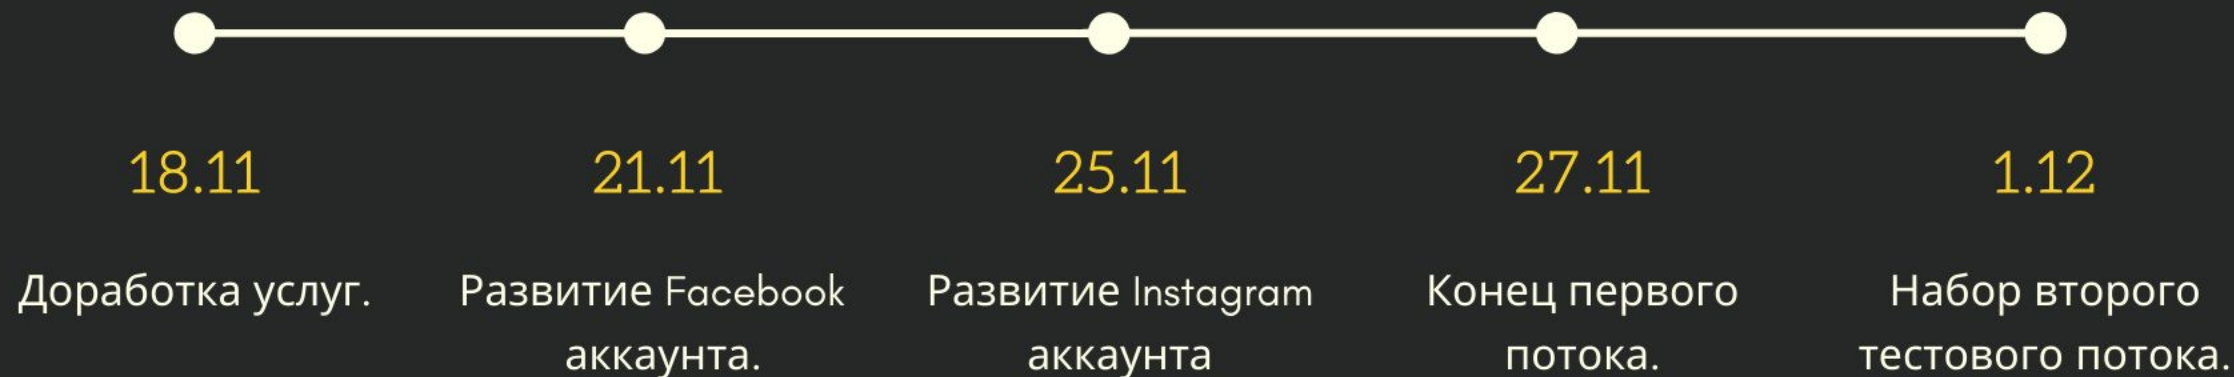 18.11
21.11
25.11
27.11
1.12
Доработка услуг.
Развитие Facebook
аккаунта.
Развитие Instagram
аккаунта
Конец первого
потока.
Набор второго
тестового потока.